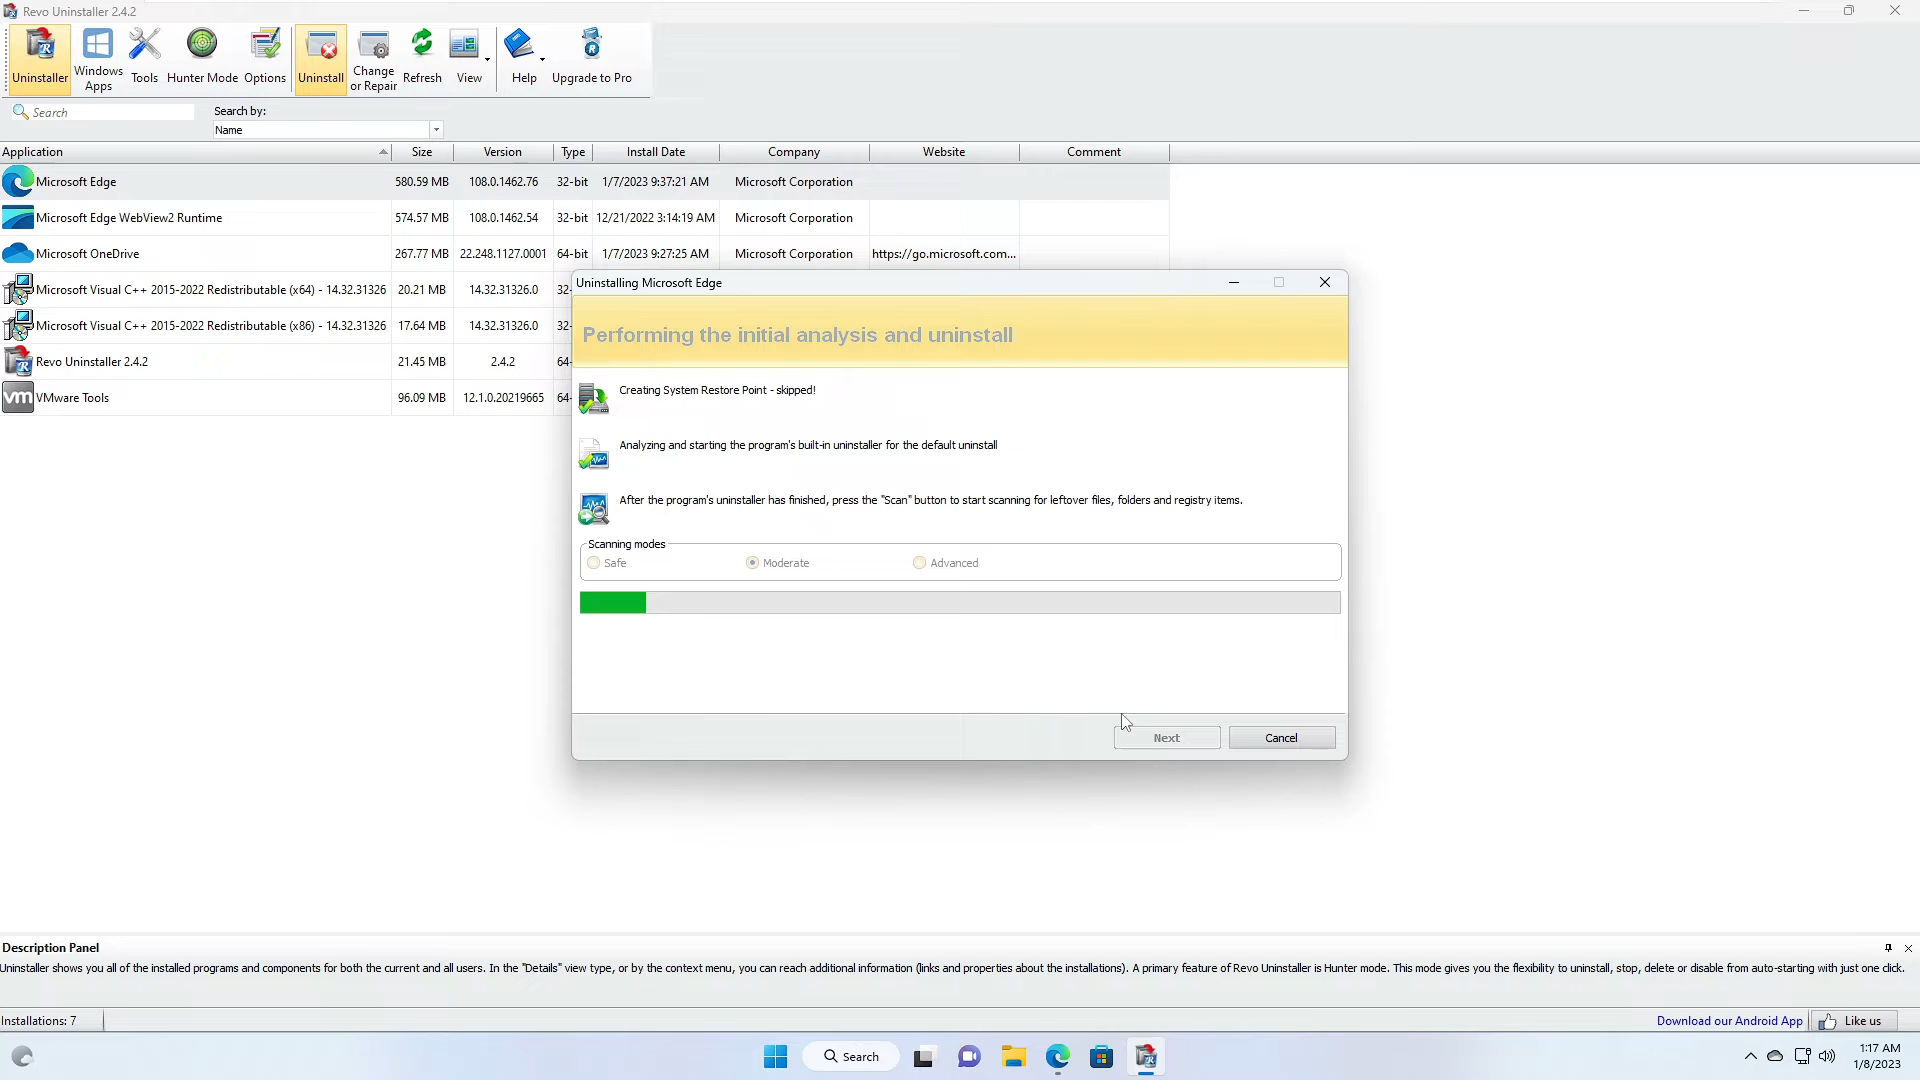 Revo Uninstaller 2.4.2
Uninstaller
Windows Apps
Tools
Hunter Mode
Options
Uninstall
Change or Repair
Refresh
View
Help
Upgrade to Pro
Search
Search by:
Name
Application Size Version Type Install Date Company Website Comment
Microsoft Edge 580.59 MB 108.0.1462.76 32-bit 1/7/2023 9:37:21 AM Microsoft Corporation
Microsoft Edge WebView2 Runtime 574.57 MB 108.0.1462.54 32-bit 12/21/2022 3:14:19 AM Microsoft Corporation
Microsoft OneDrive 267.77 MB 22.248.1127.0001 64-bit 1/7/2023 9:27:25 AM Microsoft Corporation https://go.microsoft.com...
Microsoft Visual C++ 2015-2022 Redistributable (x64) - 14.32.31326 20.21 MB 14.32.31326.0 32-
Microsoft Visual C++ 2015-2022 Redistributable (x86) - 14.32.31326 17.64 MB 14.32.31326.0 32-
Revo Uninstaller 2.4.2 21.45 MB 2.4.2 64-
vm VMware Tools 96.09 MB 12.1.0.20219665 64-
Uninstalling Microsoft Edge
Performing the initial analysis and uninstall
Creating System Restore Point - skipped!
Analyzing and starting the program's built-in uninstaller for the default uninstall
After the program's uninstaller has finished, press the "Scan" button to start scanning for leftover files, folders and registry items.
Scanning modes
Safe Moderate Advanced
Next Cancel
Description Panel
Uninstaller shows you all of the installed programs and components for both the current and all users. In the "Details" view type, or by the context menu, you can reach additional information (links and properties about the installations). A primary feature of Revo Uninstaller is Hunter mode. This mode gives you the flexibility to uninstall, stop, delete or disable from auto-starting with just one click.
Installations: 7
Download our Android App
Like us
Search
1:17 AM
1/8/2023